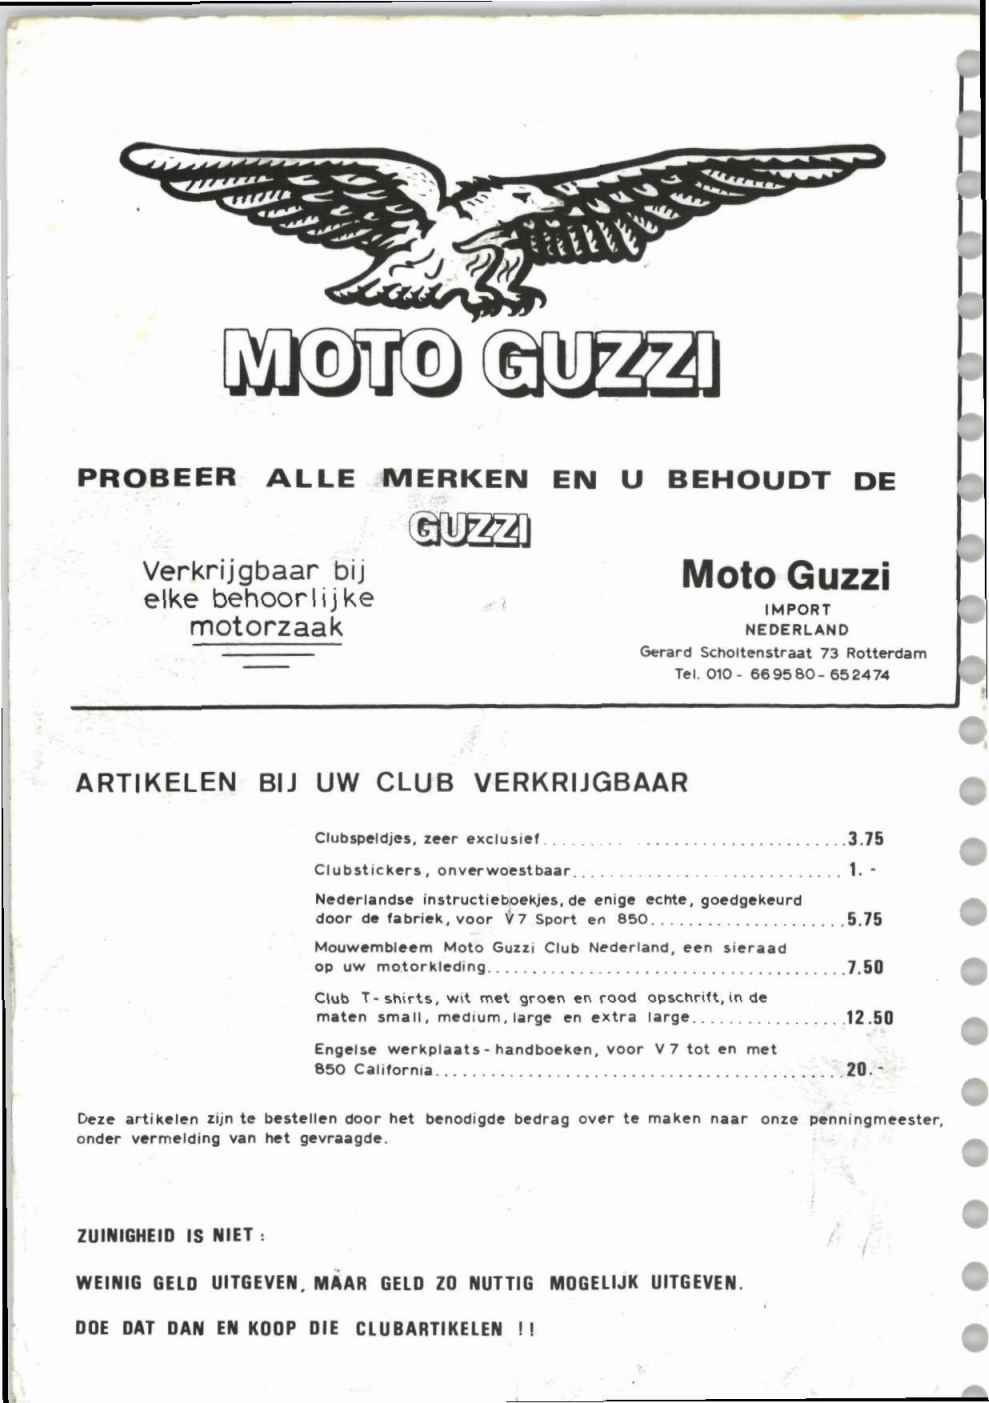 MOTO GUZZI
PROBEER ALLE MERKEN EN U BEHOUDT DE
GUZZI
Verkrijgbaar bij
elke behoorlijke
motorzaak
Moto Guzzi
IMPORT
NEDERLAND
Gerard Scholtenstraat 73 Rotterdam
Tel. 010 - 669580 - 652474
ARTIKELEN BIJ UW CLUB VERKRIJGBAAR
Clubspeldjes, zeer exclusief.................................3.75
Clubstickers, onverwoestbaar.............................1. -
Nederlandse instructieboekjes, de enige echte, goedgekeurd
door de fabriek, voor V7 Sport en 850.....................5.75
Mouwembleem Moto Guzzi Club Nederland, een sieraad
op uw motorkleding.......................................7.50
Club T-shirts, wit met groen en rood opschrift, in de
maten small, medium, large en extra large.................12.50
Engelse werkplaats-handboeken, voor V7 tot en met
850 California............................................20. -
Deze artikelen zijn te bestellen door het benodigde bedrag over te maken naar onze penningmeester,
onder vermelding van het gevraagde.
ZUINIGHEID IS NIET :
WEINIG GELD UITGEVEN, MAAR GELD ZO NUTTIG MOGELIJK UITGEVEN.
DOE DAT DAN EN KOOP DIE CLUBARTIKELEN !!